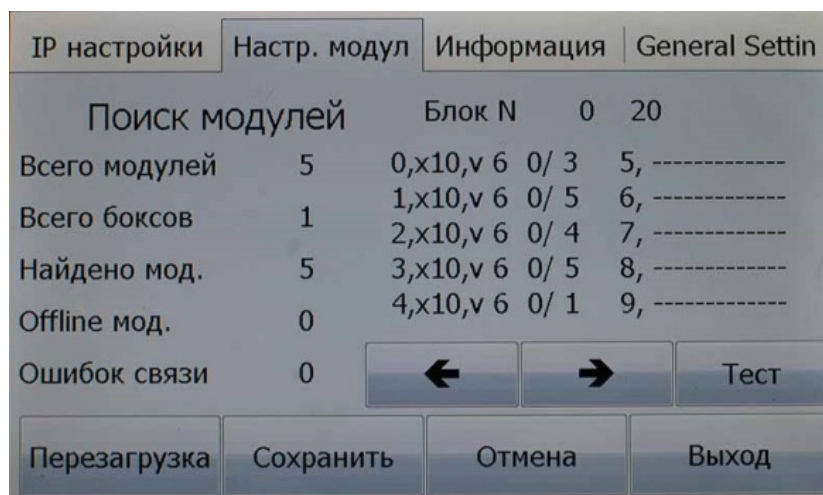 IP настройки Настр. модул Информация General Settin
Поиск модулей Блок N 0 20
Всего модулей 5 0,x10,v 6 0/ 3 5, -------------
1,x10,v 6 0/ 5 6, -------------
Всего боксов 1 2,x10,v 6 0/ 4 7, -------------
Найдено мод. 5 3,x10,v 6 0/ 5 8, -------------
4,x10,v 6 0/ 1 9, -------------
Offline мод. 0
Ошибок связи 0 Тест
Перезагрузка Сохранить Отмена Выход